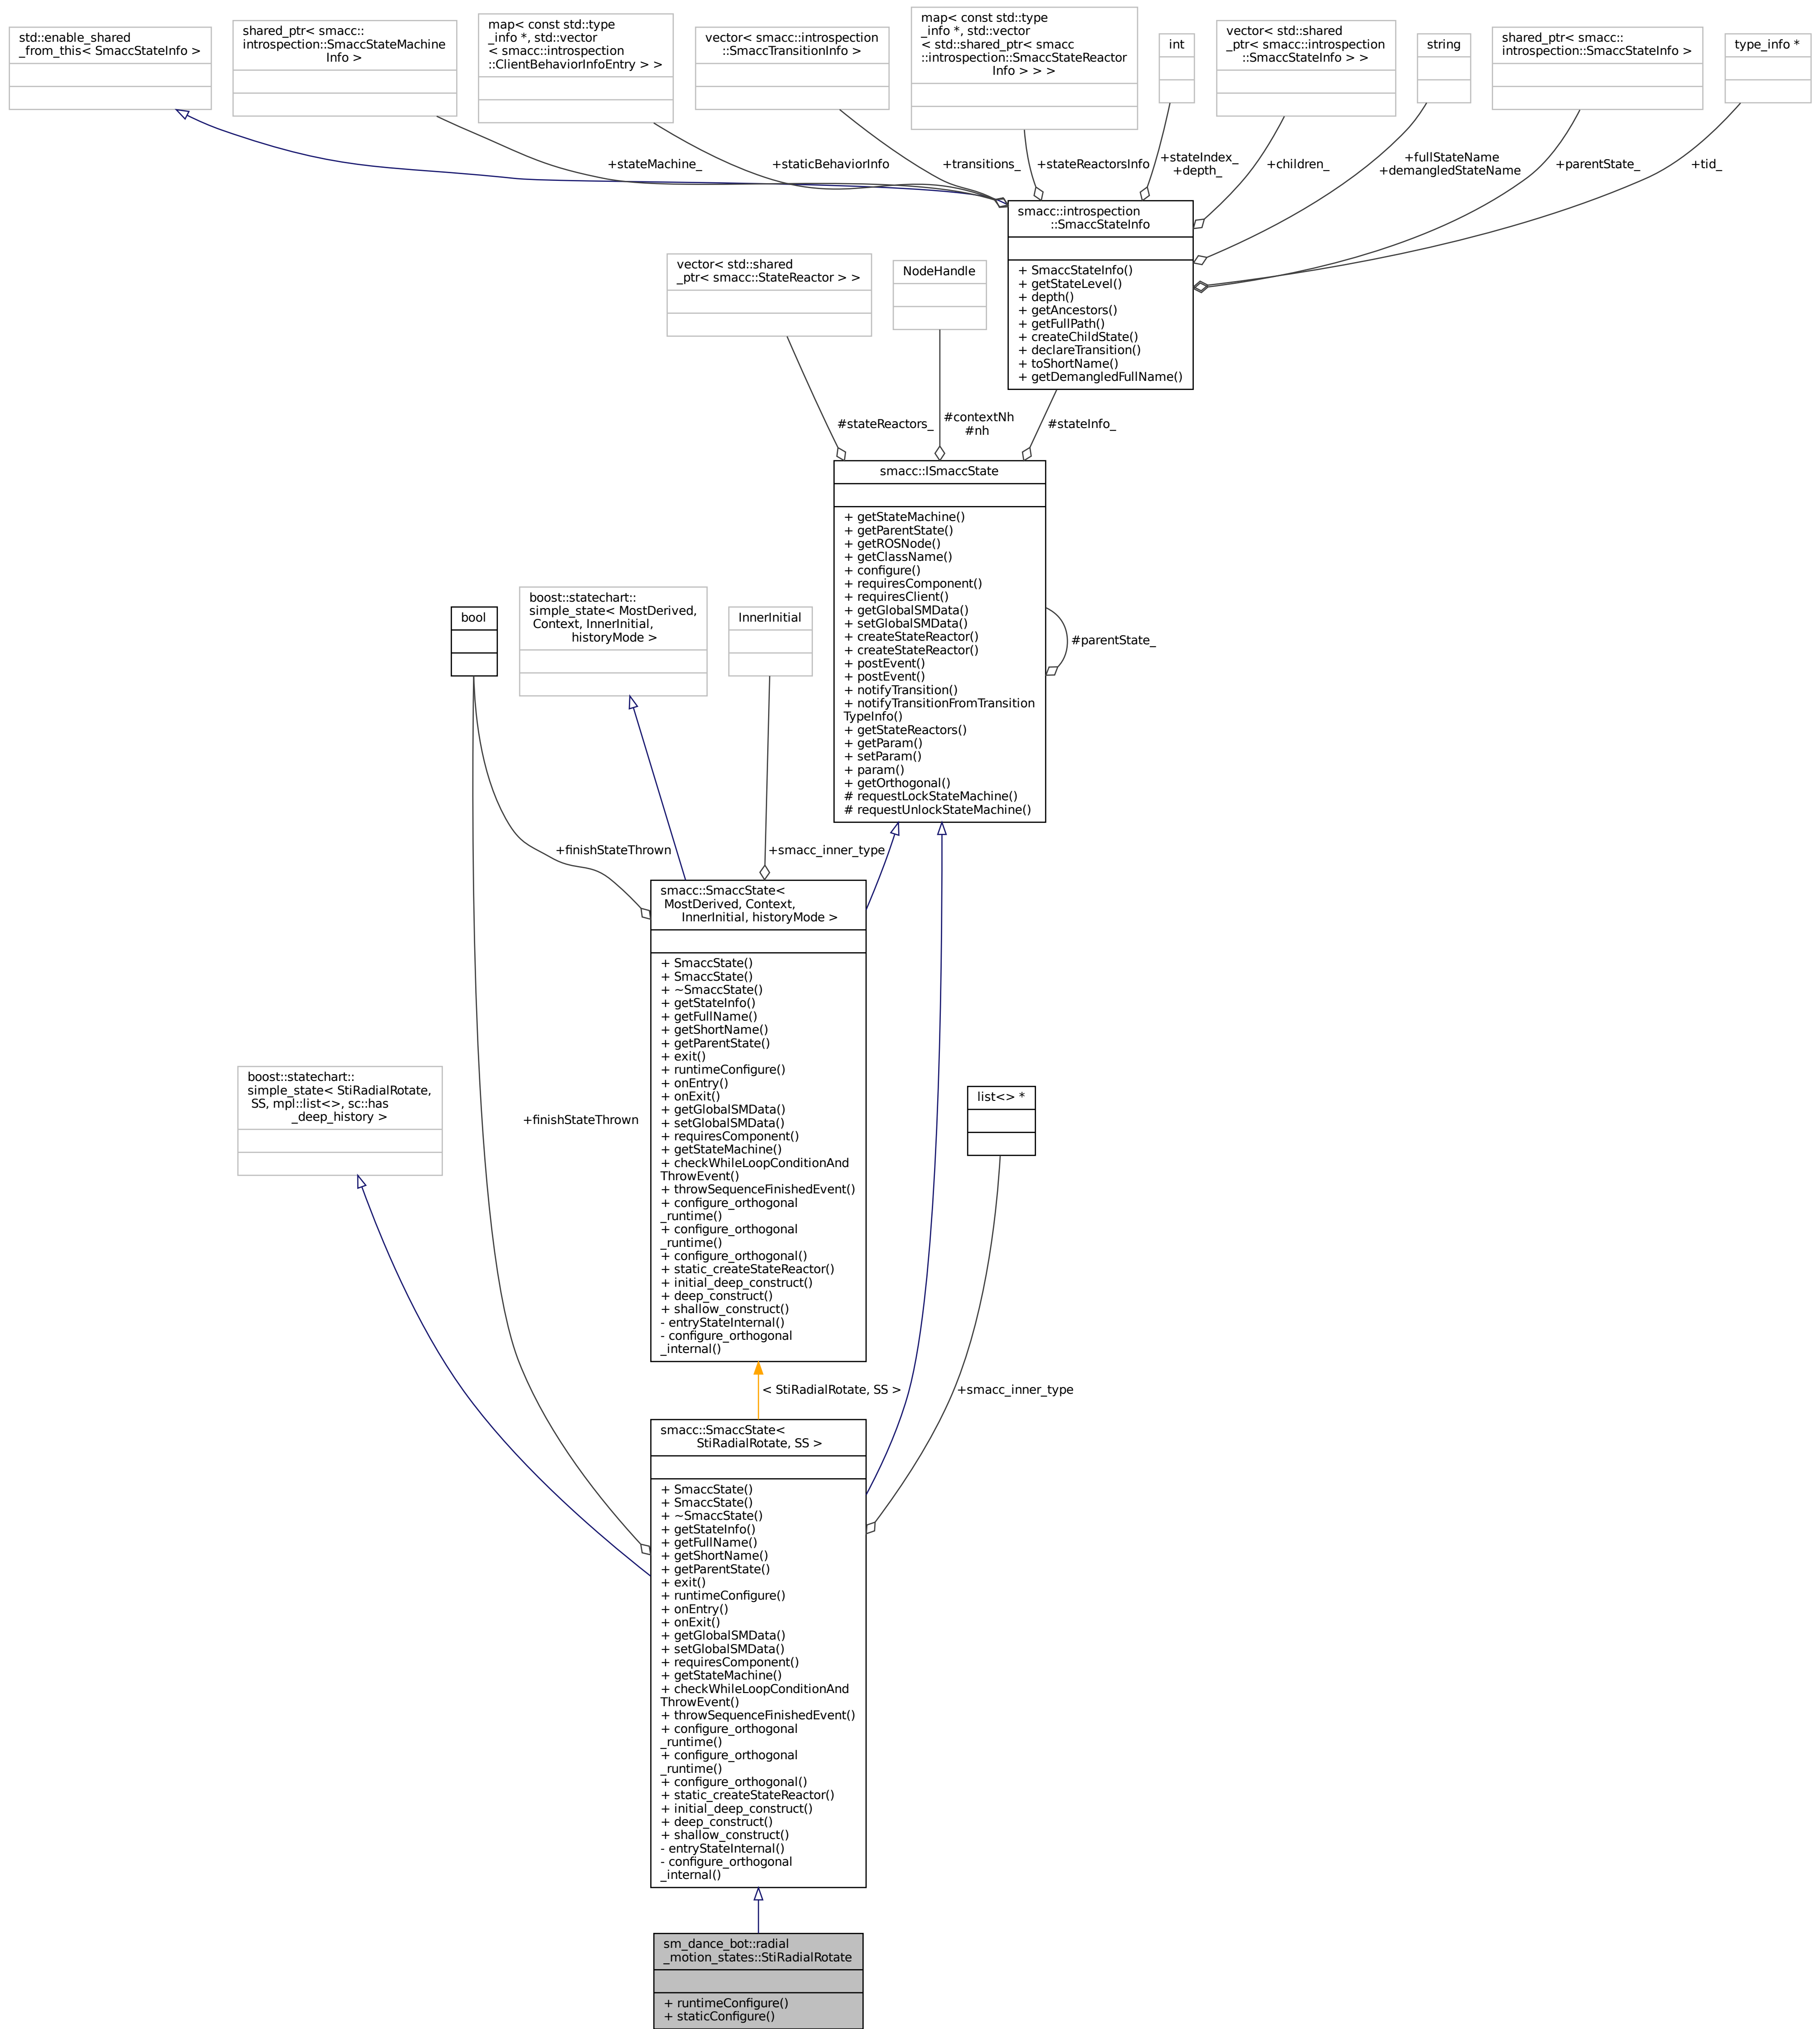 std::enable_shared
_from_this< SmaccStateInfo >
shared_ptr< smacc::
introspection::SmaccStateMachine
Info >
map< const std::type
_info *, std::vector
< smacc::introspection
::ClientBehaviorInfoEntry > >
vector< smacc::introspection
::SmaccTransitionInfo >
map< const std::type
_info *, std::vector
< std::shared_ptr< smacc
::introspection::SmaccStateReactor
Info > > >
int
vector< std::shared
_ptr< smacc::introspection
::SmaccStateInfo > >
string
shared_ptr< smacc::
introspection::SmaccStateInfo >
type_info *
+stateMachine_
+staticBehaviorInfo
+transitions_
+stateReactorsInfo
+stateIndex_
+depth_
+children_
+fullStateName
+demangledStateName
+parentState_
+tid_
smacc::introspection
::SmaccStateInfo
+ SmaccStateInfo()
+ getStateLevel()
+ depth()
+ getAncestors()
+ getFullPath()
+ createChildState()
+ declareTransition()
+ toShortName()
+ getDemangledFullName()
vector< std::shared
_ptr< smacc::StateReactor > >
NodeHandle
#stateReactors_
#contextNh
#nh
#stateInfo_
smacc::ISmaccState
+ getStateMachine()
+ getParentState()
+ getROSNode()
+ getClassName()
+ configure()
+ requiresComponent()
+ requiresClient()
+ getGlobalSMData()
+ setGlobalSMData()
+ createStateReactor()
+ createStateReactor()
+ postEvent()
+ postEvent()
+ notifyTransition()
+ notifyTransitionFromTransition
TypeInfo()
+ getStateReactors()
+ getParam()
+ setParam()
+ param()
+ getOrthogonal()
# requestLockStateMachine()
# requestUnlockStateMachine()
#parentState_
bool
boost::statechart::
simple_state< MostDerived,
Context, InnerInitial,
historyMode >
InnerInitial
+finishStateThrown
+smacc_inner_type
smacc::SmaccState<
MostDerived, Context,
InnerInitial, historyMode >
+ SmaccState()
+ SmaccState()
+ ~SmaccState()
+ getStateInfo()
+ getFullName()
+ getShortName()
+ getParentState()
+ exit()
+ runtimeConfigure()
+ onEntry()
+ onExit()
+ getGlobalSMData()
+ setGlobalSMData()
+ requiresComponent()
+ getStateMachine()
+ checkWhileLoopConditionAnd
ThrowEvent()
+ throwSequenceFinishedEvent()
+ configure_orthogonal
_runtime()
+ configure_orthogonal
_runtime()
+ configure_orthogonal()
+ static_createStateReactor()
+ initial_deep_construct()
+ deep_construct()
+ shallow_construct()
- entryStateInternal()
- configure_orthogonal
_internal()
boost::statechart::
simple_state< StiRadialRotate,
SS, mpl::list<>, sc::has
_deep_history >
+finishStateThrown
list<> *
< StiRadialRotate, SS >
+smacc_inner_type
smacc::SmaccState<
StiRadialRotate, SS >
+ SmaccState()
+ SmaccState()
+ ~SmaccState()
+ getStateInfo()
+ getFullName()
+ getShortName()
+ getParentState()
+ exit()
+ runtimeConfigure()
+ onEntry()
+ onExit()
+ getGlobalSMData()
+ setGlobalSMData()
+ requiresComponent()
+ getStateMachine()
+ checkWhileLoopConditionAnd
ThrowEvent()
+ throwSequenceFinishedEvent()
+ configure_orthogonal
_runtime()
+ configure_orthogonal
_runtime()
+ configure_orthogonal()
+ static_createStateReactor()
+ initial_deep_construct()
+ deep_construct()
+ shallow_construct()
- entryStateInternal()
- configure_orthogonal
_internal()
sm_dance_bot::radial
_motion_states::StiRadialRotate
+ runtimeConfigure()
+ staticConfigure()